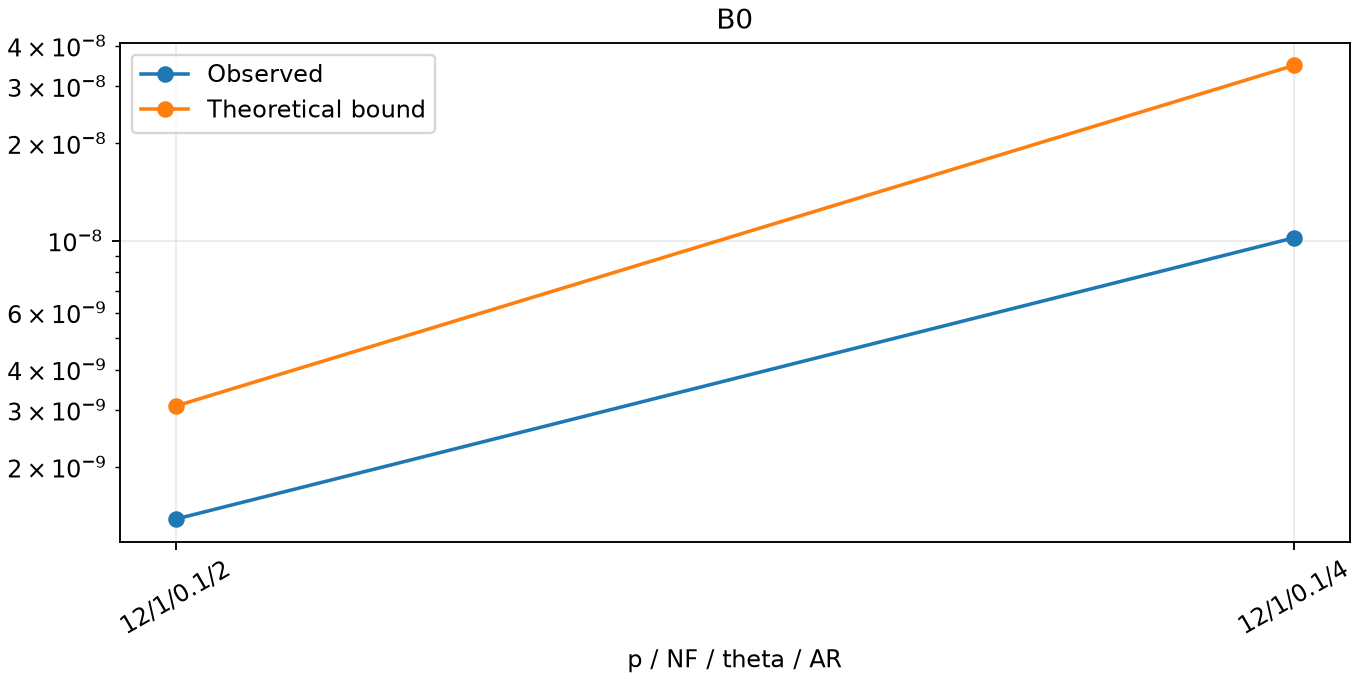 B0
4 × 10⁻⁸
3 × 10⁻⁸
2 × 10⁻⁸
10⁻⁸
6 × 10⁻⁹
4 × 10⁻⁹
3 × 10⁻⁹
2 × 10⁻⁹
Observed
Theoretical bound
12/1/0.1/2
12/1/0.1/4
p / NF / theta / AR